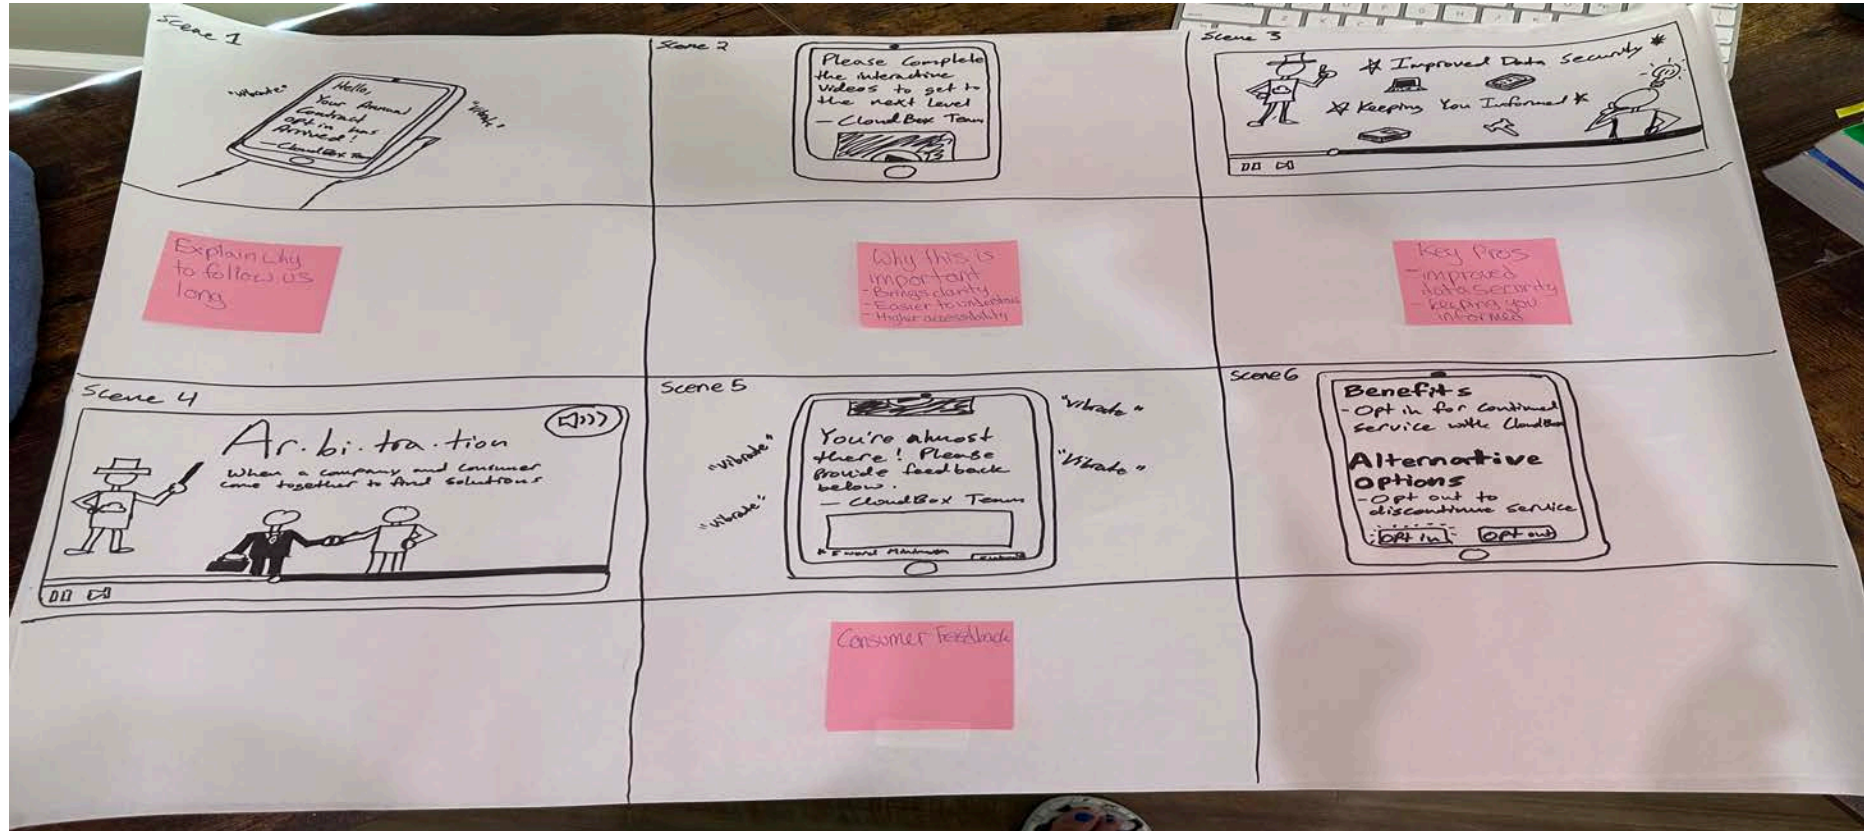 Scene 1
"vibrate"
"vibrate"
Hello,
Your Annual
Contract
opt in has
Arrived!
— CloudBox Team
Scene 2
Please Complete
the interactive
videos to get to
the next level
— CloudBox Team
Scene 3
Improved Data Security
Keeping You Informed
Explain why
to follow us
long
Why this is
important
- Brings clarity
- Easier to understand
- Higher accessibility
Key Pros
- improved
data security
- keeping you
informed
Scene 4
Ar·bi·tra·tion
When a company and consumer
come together to find solutions
Scene 5
"vibrate"
"vibrate"
"vibrate"
"vibrate"
You're almost
there! Please
provide feedback
below.
— CloudBox Team
* 5 word Minimum
Submit
Scene 6
Benefits
- Opt in for continued
service with CloudBox
Alternative
options
- Opt out to
discontinue service
opt in
opt out
Consumer Feedback